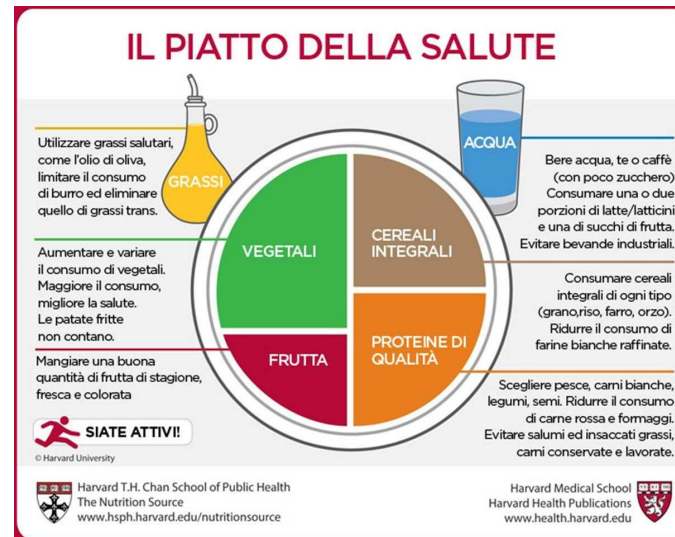 IL PIATTO DELLA SALUTE
Utilizzare grassi salutari,
come l'olio di oliva,
limitare il consumo
di burro ed eliminare
quello di grassi trans.
GRASSI
ACQUA
Bere acqua, te o caffè
(con poco zucchero)
Consumare una o due
porzioni di latte/latticini
e una di succhi di frutta.
Evitare bevande industriali.
Aumentare e variare
il consumo di vegetali.
Maggiore il consumo,
migliore la salute.
Le patate fritte
non contano.
VEGETALI
CEREALI
INTEGRALI
Consumare cereali
integrali di ogni tipo
(grano,riso, farro, orzo).
Ridurre il consumo di
farine bianche raffinate.
Mangiare una buona
quantità di frutta di stagione,
fresca e colorata
FRUTTA
PROTEINE DI
QUALITÀ
Scegliere pesce, carni bianche,
legumi, semi. Ridurre il consumo
di carne rossa e formaggi.
Evitare salumi ed insaccati grassi,
carni conservate e lavorate.
SIATE ATTIVI!
© Harvard University
Harvard T.H. Chan School of Public Health
The Nutrition Source
www.hsph.harvard.edu/nutritionsource
Harvard Medical School
Harvard Health Publications
www.health.harvard.edu